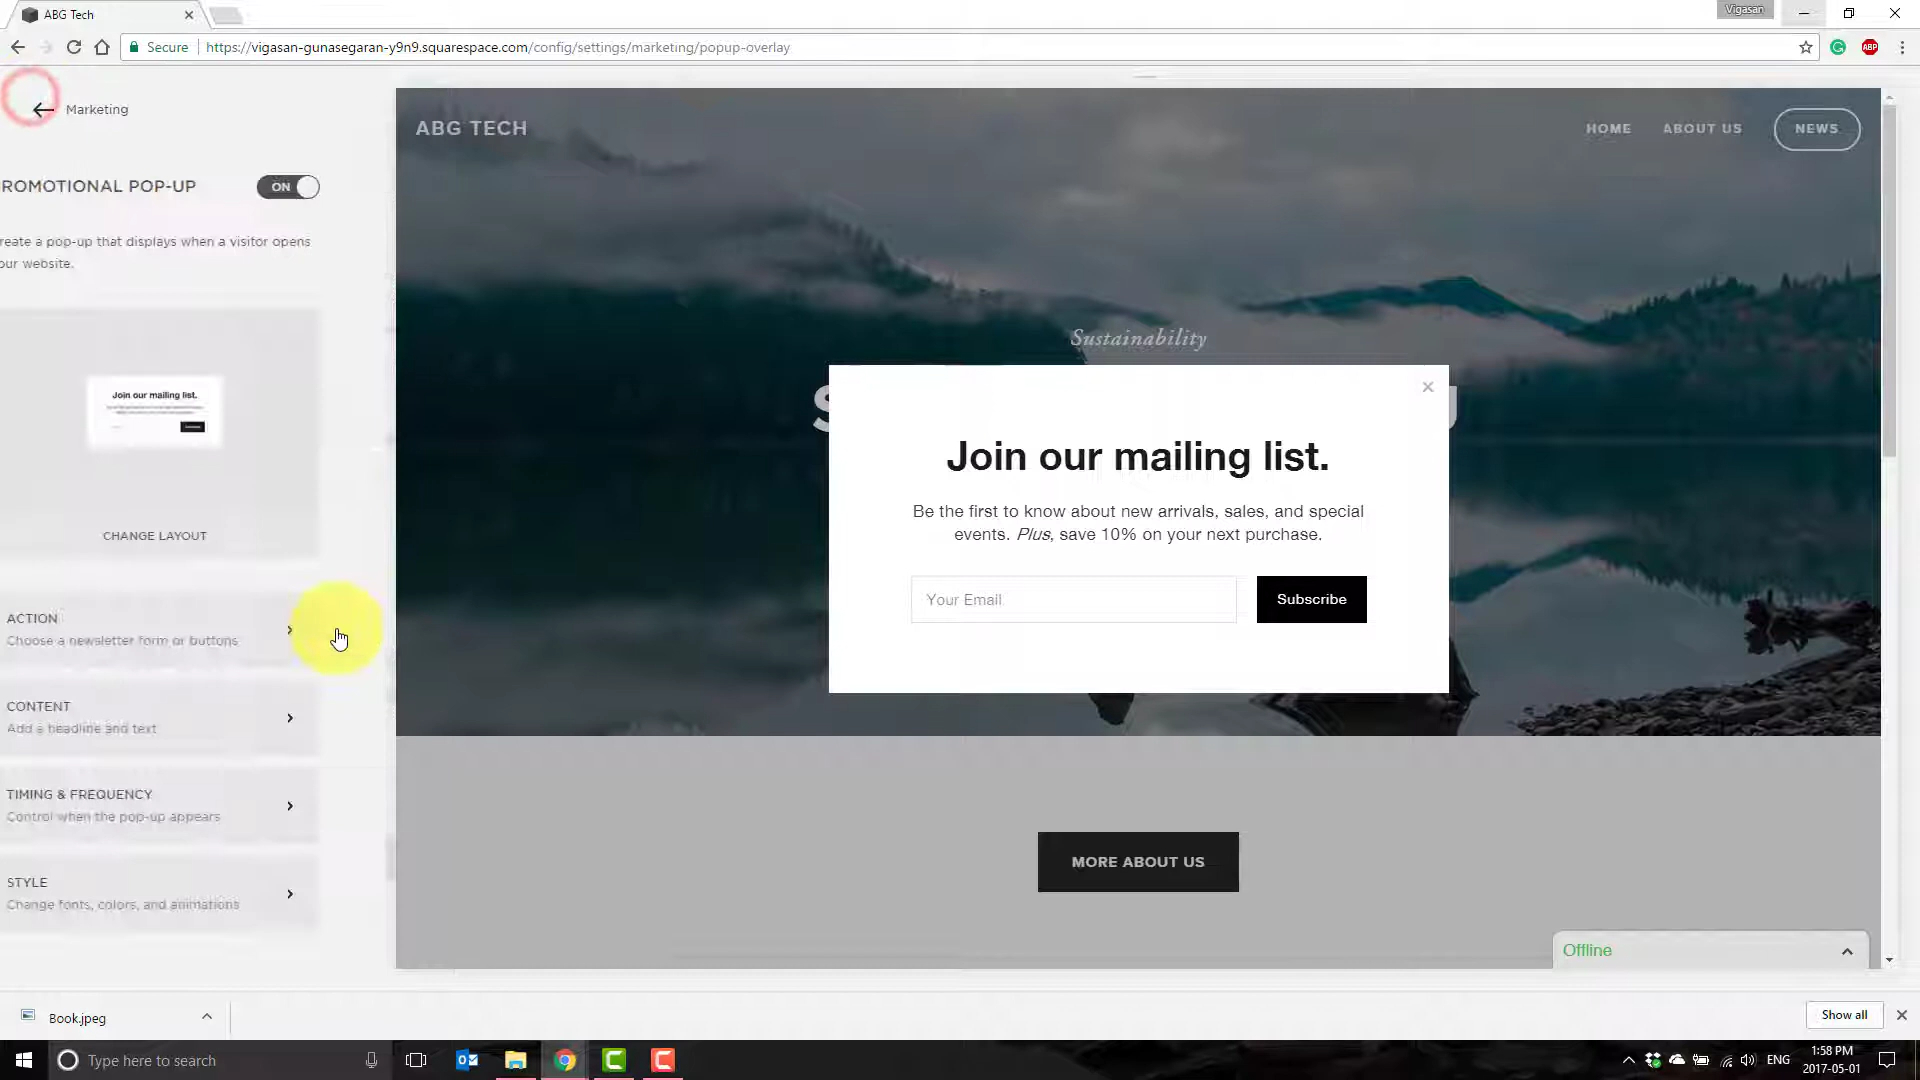 ABG Tech
Vigasan
Secure
https://vigasan-gunasegaran-y9n9.squarespace.com/config/settings/marketing/popup-overlay
ABP
Marketing
ROMOTIONAL POP-UP
ON
reate a pop-up that displays when a visitor opens
our website.
Join our mailing list.
CHANGE LAYOUT
ACTION
Choose a newsletter form or buttons
CONTENT
Add a headline and text
TIMING & FREQUENCY
Control when the pop-up appears
STYLE
Change fonts, colors, and animations
ABG TECH
HOME
ABOUT US
NEWS
Sustainability
Join our mailing list.
Be the first to know about new arrivals, sales, and special
events. Plus, save 10% on your next purchase.
Your Email
Subscribe
MORE ABOUT US
Offline
Book.jpeg
Show all
Type here to search
ENG
1:58 PM
2017-05-01